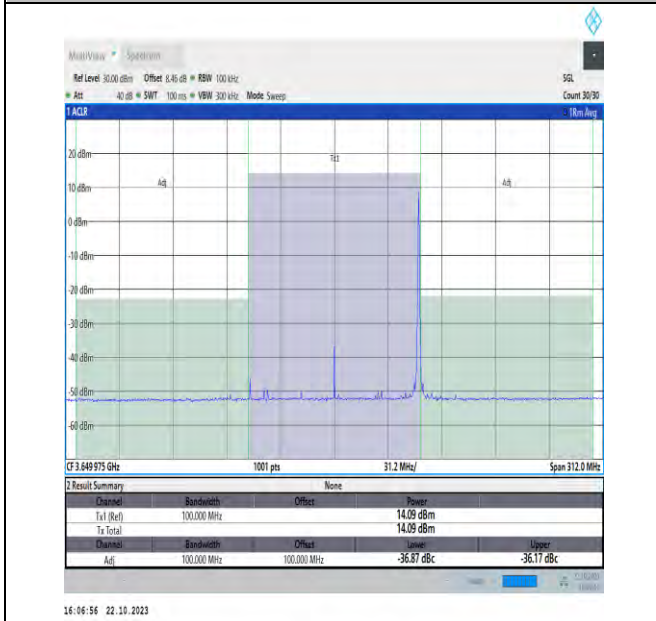 MultiView Spectrum
Ref Level 30.00 dBm Offset 8.46 dB RBW 100 kHz SGL
Att 40 dB SWT 100 ms VBW 300 kHz Mode Sweep Count 30/30
1 ACLR 1Rm Avg
Tx1
20 dBm
Adj Adj
10 dBm
0 dBm
-10 dBm
-20 dBm
-30 dBm
-40 dBm
-50 dBm
-60 dBm
CF 3.649 975 GHz 1001 pts 31.2 MHz/ Span 312.0 MHz
2 Result Summary None
Channel Bandwidth Offset Power
Tx1 (Ref) 100.000 MHz 14.09 dBm
Tx Total 14.09 dBm
Channel Bandwidth Offset Lower Upper
Adj 100.000 MHz 100.000 MHz -36.87 dBc -36.17 dBc
16:06:56 22.10.2023